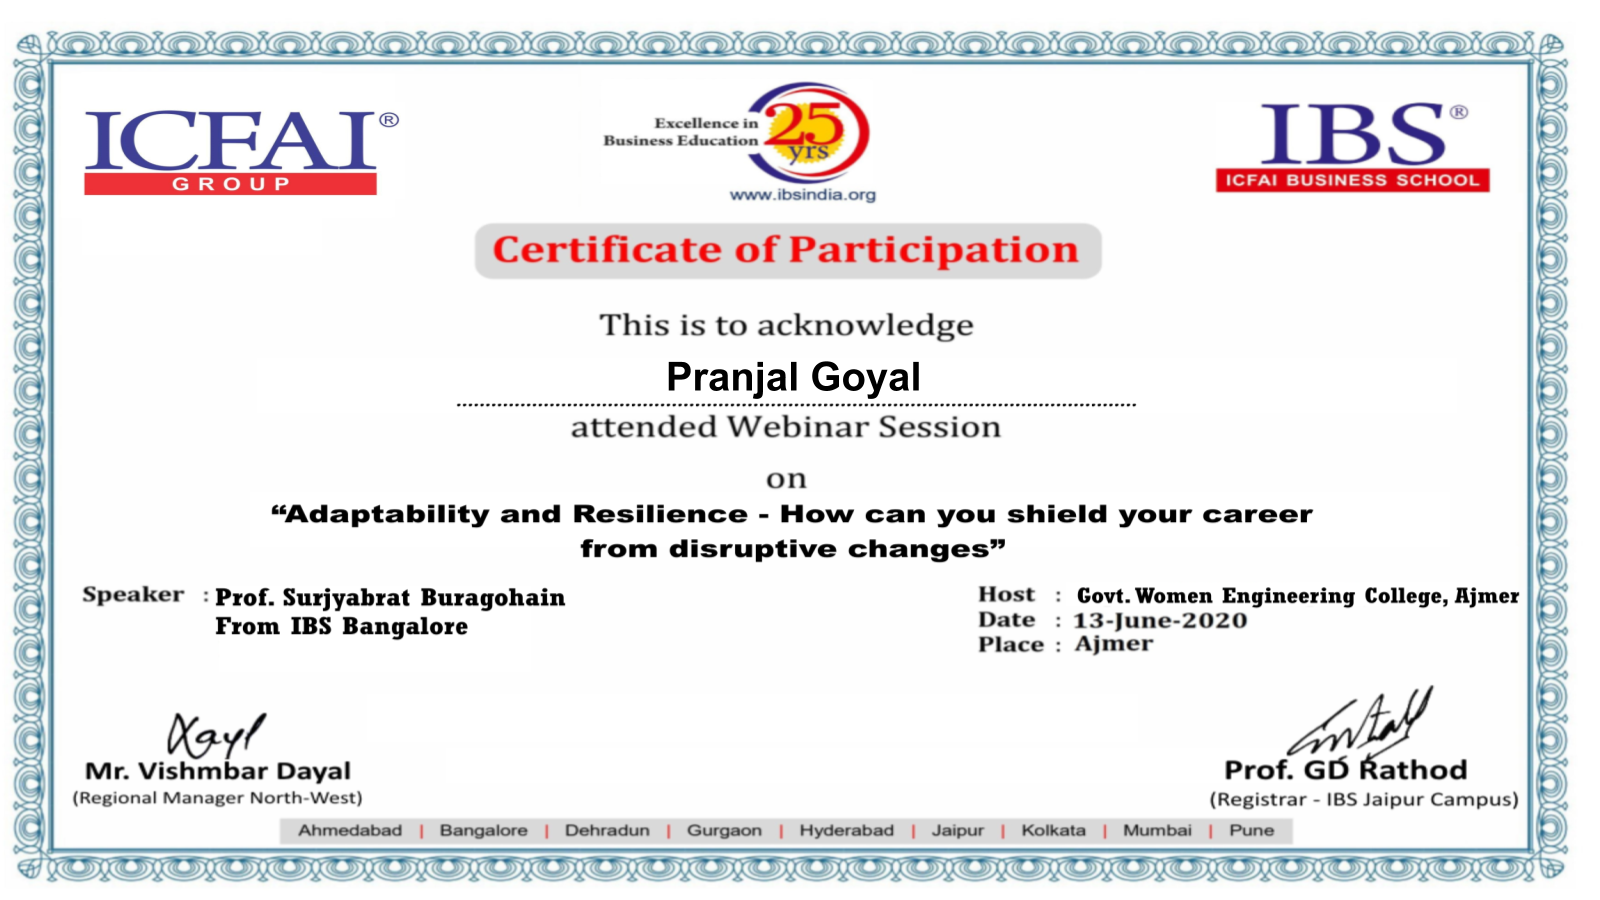 ICFAI®
GROUP
Excellence in
Business Education
25
yrs
www.ibsindia.org
IBS®
ICFAI BUSINESS SCHOOL
Certificate of Participation
This is to acknowledge
Pranjal Goyal
attended Webinar Session
on
“Adaptability and Resilience - How can you shield your career
from disruptive changes”
Speaker : Prof. Surjyabrat Buragohain
From IBS Bangalore
Host : Govt. Women Engineering College, Ajmer
Date : 13-June-2020
Place : Ajmer
Mr. Vishmbar Dayal
(Regional Manager North-West)
Prof. GD Rathod
(Registrar - IBS Jaipur Campus)
Ahmedabad | Bangalore | Dehradun | Gurgaon | Hyderabad | Jaipur | Kolkata | Mumbai | Pune